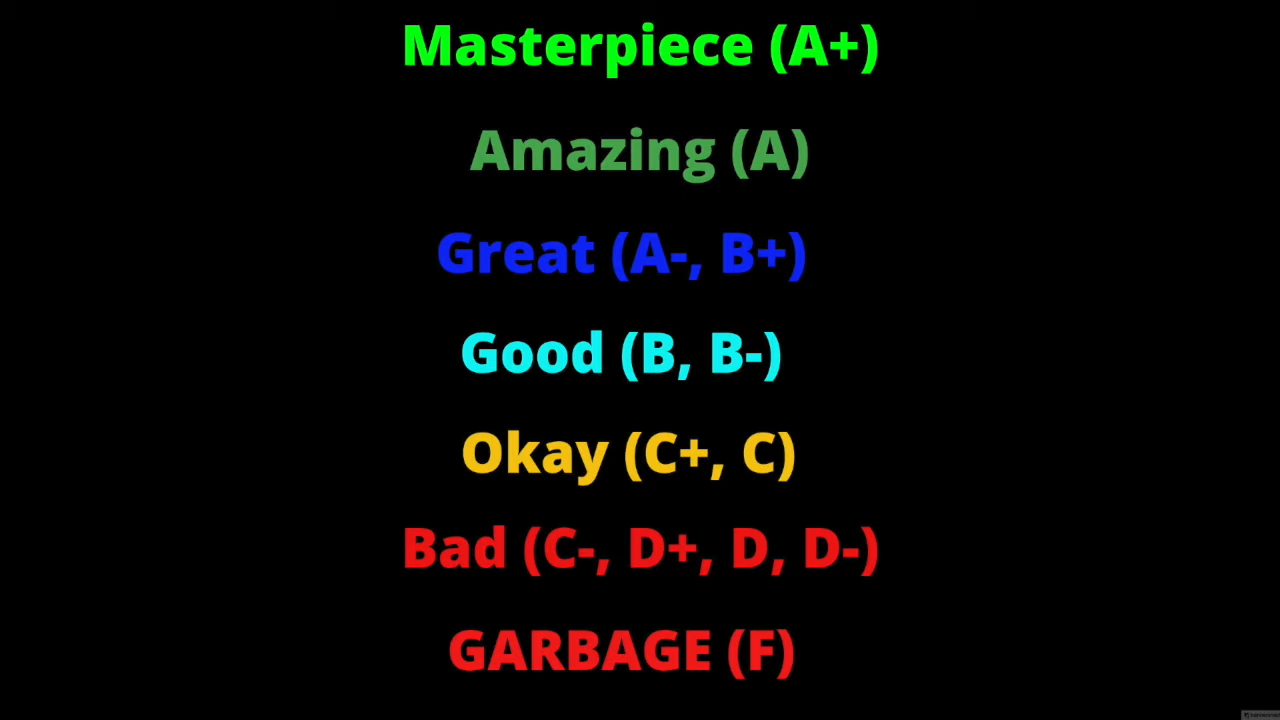 Masterpiece (A+)
Amazing (A)
Great (A-, B+)
Good (B, B-)
Okay (C+, C)
Bad (C-, D+, D, D-)
GARBAGE (F)